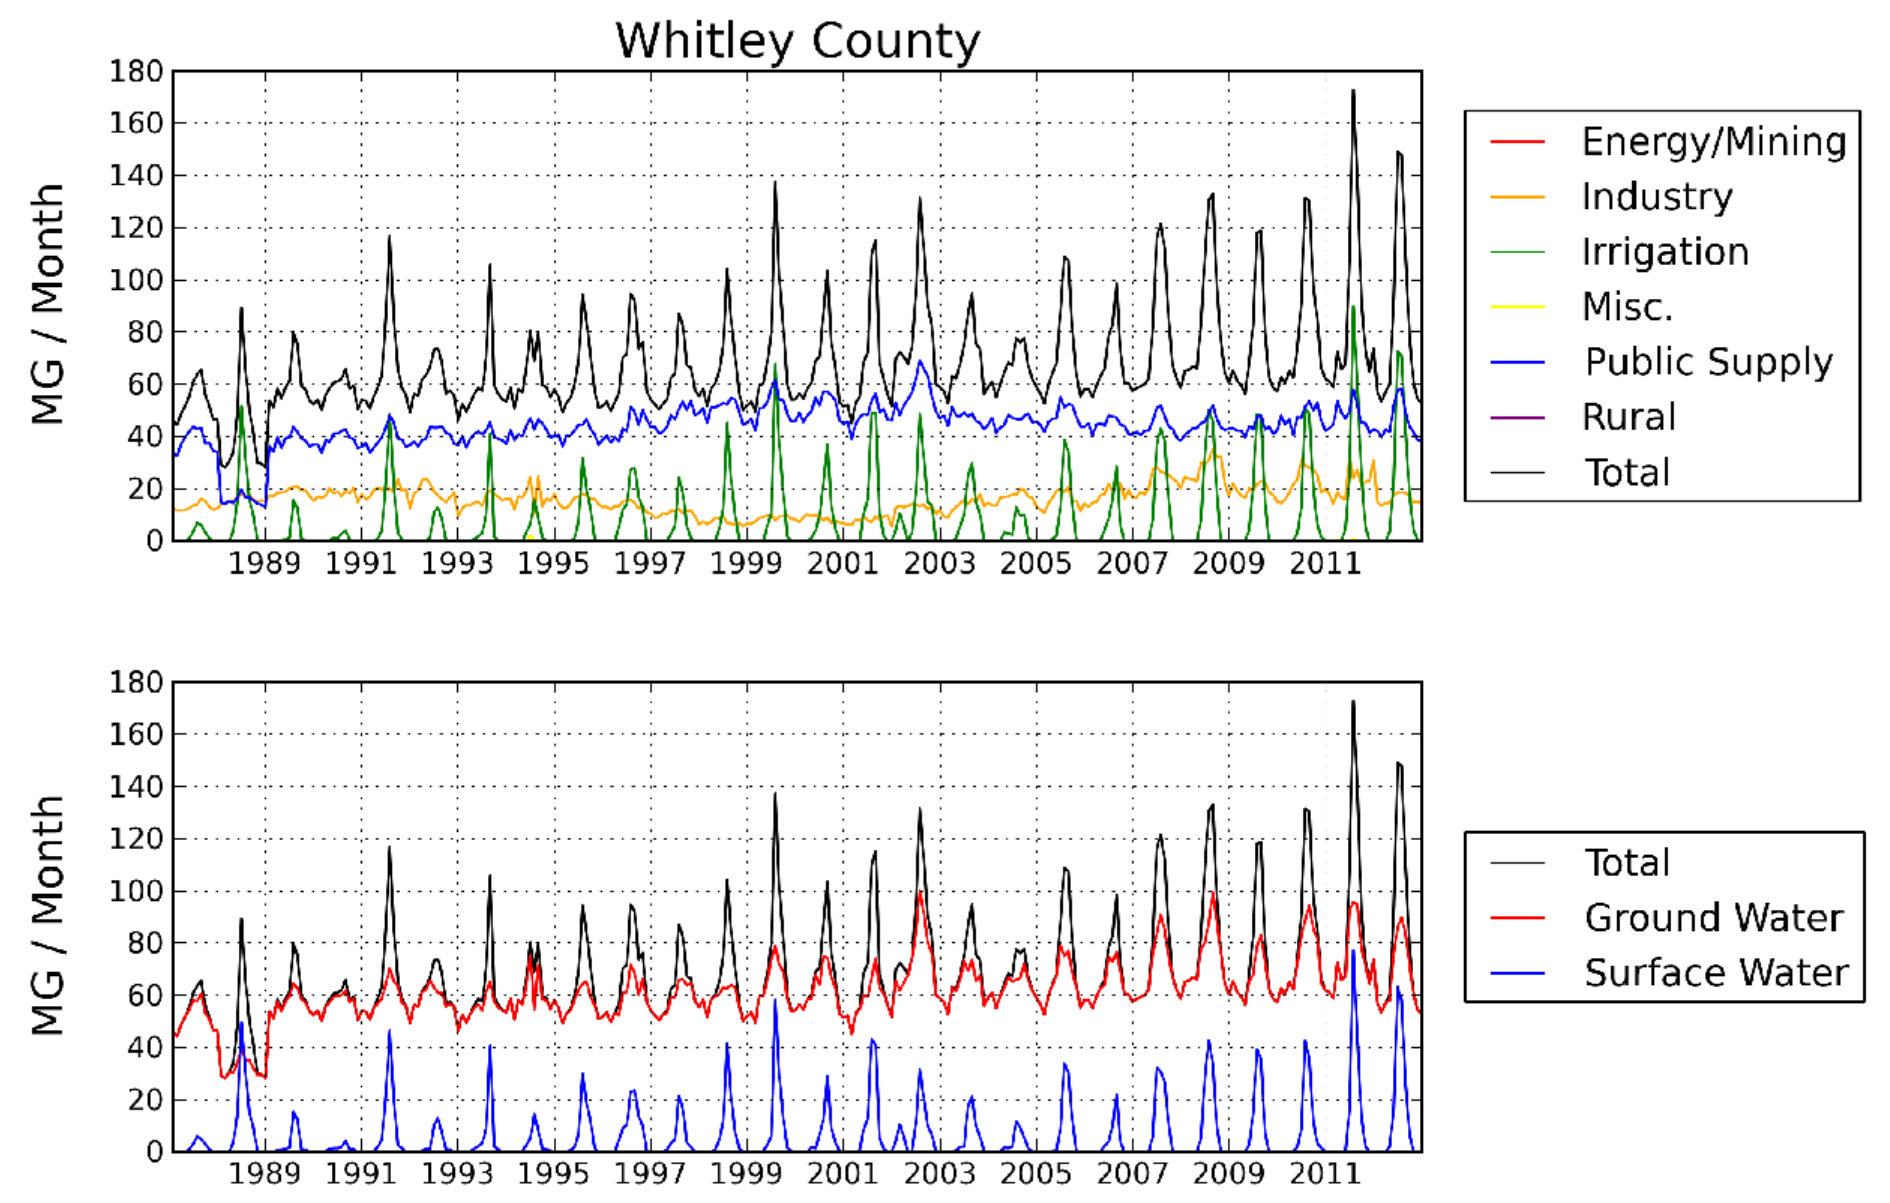 Whitley County
180
160
140
120
100
80
60
40
20
0
MG / Month
1989 1991 1993 1995 1997 1999 2001 2003 2005 2007 2009 2011
Energy/Mining
Industry
Irrigation
Misc.
Public Supply
Rural
Total
180
160
140
120
100
80
60
40
20
0
MG / Month
1989 1991 1993 1995 1997 1999 2001 2003 2005 2007 2009 2011
Total
Ground Water
Surface Water